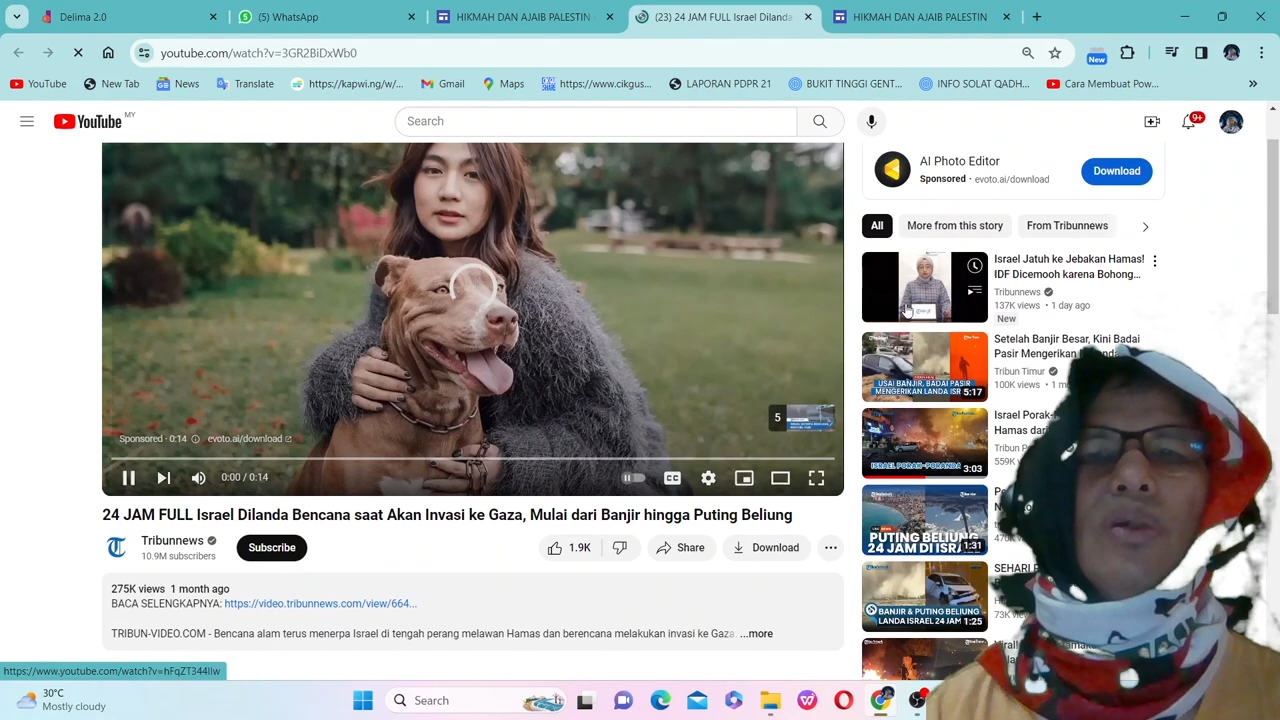 Delima 2.0
(5) WhatsApp
HIKMAH DAN AJAIB PALESTIN
(23) 24 JAM FULL Israel Dilanda
HIKMAH DAN AJAIB PALESTIN
youtube.com/watch?v=3GR2BiDxWb0
New
YouTube
New Tab
News
Translate
https://kapwi.ng/w/...
Gmail
Maps
https://www.cikgus...
LAPORAN PDPR 21
BUKIT TINGGI GENT...
INFO SOLAT QADH...
Cara Membuat Pow...
YouTube MY
Search
9+
AI Photo Editor
Sponsored · evoto.ai/download
Download
All
More from this story
From Tribunnews
Israel Jatuh ke Jebakan Hamas!
IDF Dicemooh karena Bohong...
Tribunnews
137K views • 1 day ago
New
Setelah Banjir Besar, Kini Badai
Pasir Mengerikan
Tribun Timur
100K views
USAI BANJIR, BADAI PASIR
MENGERIKAN LANDA
5:17
Israel Porak-
Hamas dari
559K
ISRAEL PORAK-PORANDA
3:03
PUTING BELIUNG
24 JAM DI
1:31
SEHARI
73K
BANJIR & PUTING BELIUNG
LANDA ISRAEL 24 JAM
1:25
5
Sponsored · 0:14
evoto.ai/download
0:00 / 0:14
CC
24 JAM FULL Israel Dilanda Bencana saat Akan Invasi ke Gaza, Mulai dari Banjir hingga Puting Beliung
Tribunnews
10.9M subscribers
Subscribe
1.9K
Share
Download
275K views 1 month ago
BACA SELENGKAPNYA: https://video.tribunnews.com/view/664...
TRIBUN-VIDEO.COM - Bencana alam terus menerpa Israel di tengah perang melawan Hamas dan berencana melakukan invasi ke Gaza. ...more
https://www.youtube.com/watch?v=hFqZT344lIw
30°C
Mostly cloudy
Search